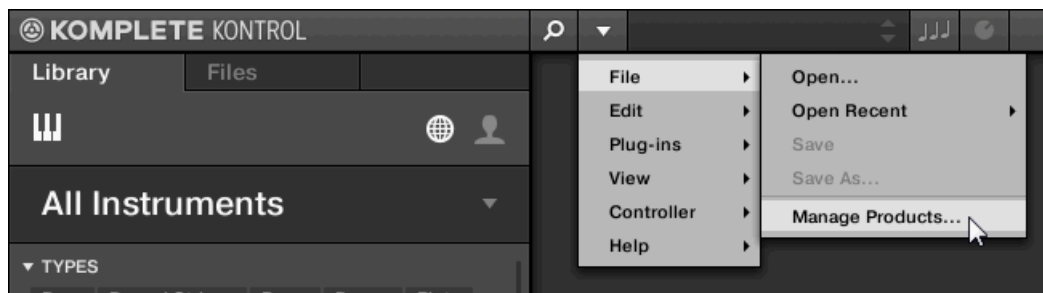 KOMPLETE KONTROL
Library Files
All Instruments
TYPES
File
Edit
Plug-ins
View
Controller
Help
Open...
Open Recent
Save
Save As...
Manage Products...